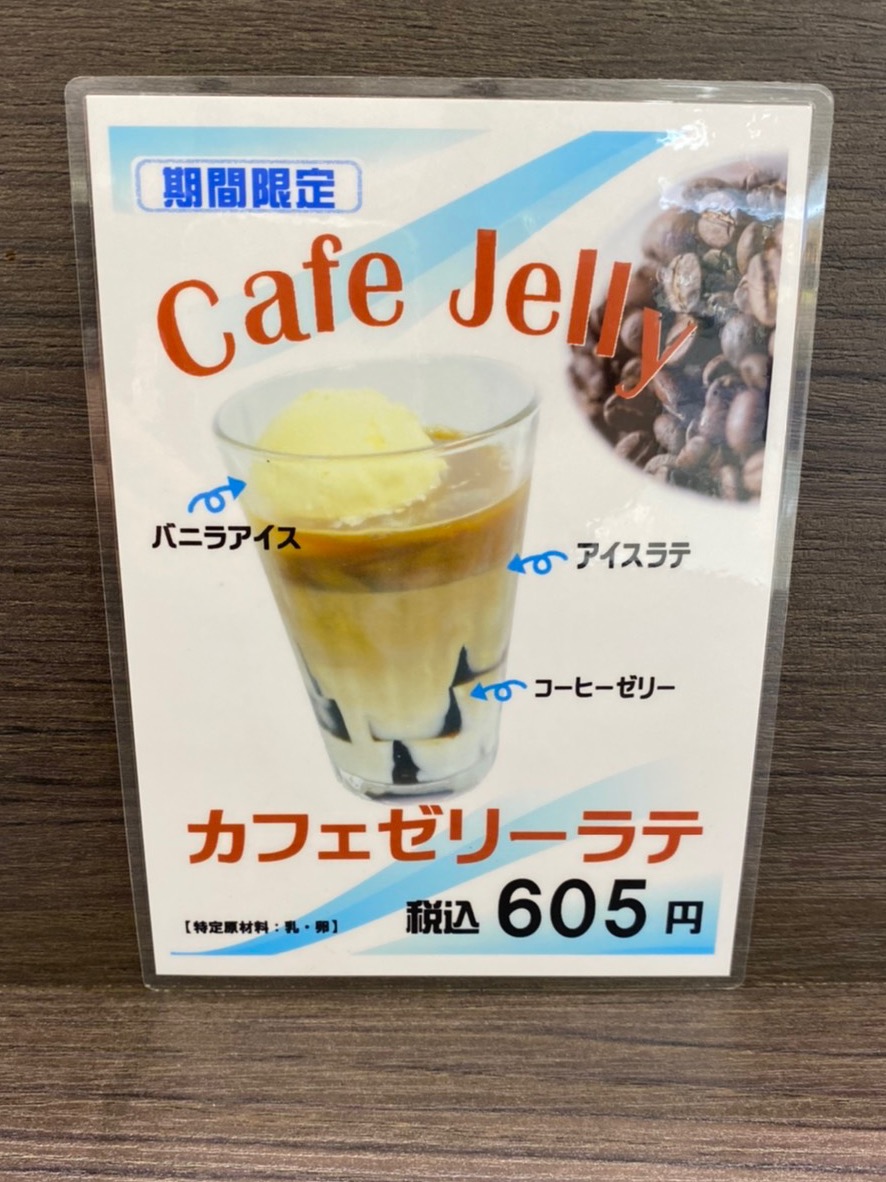 期間限定
Cafe Jelly
バニラアイス
アイスラテ
コーヒーゼリー
カフェゼリーラテ
【特定原材料：乳・卵】
税込 605 円